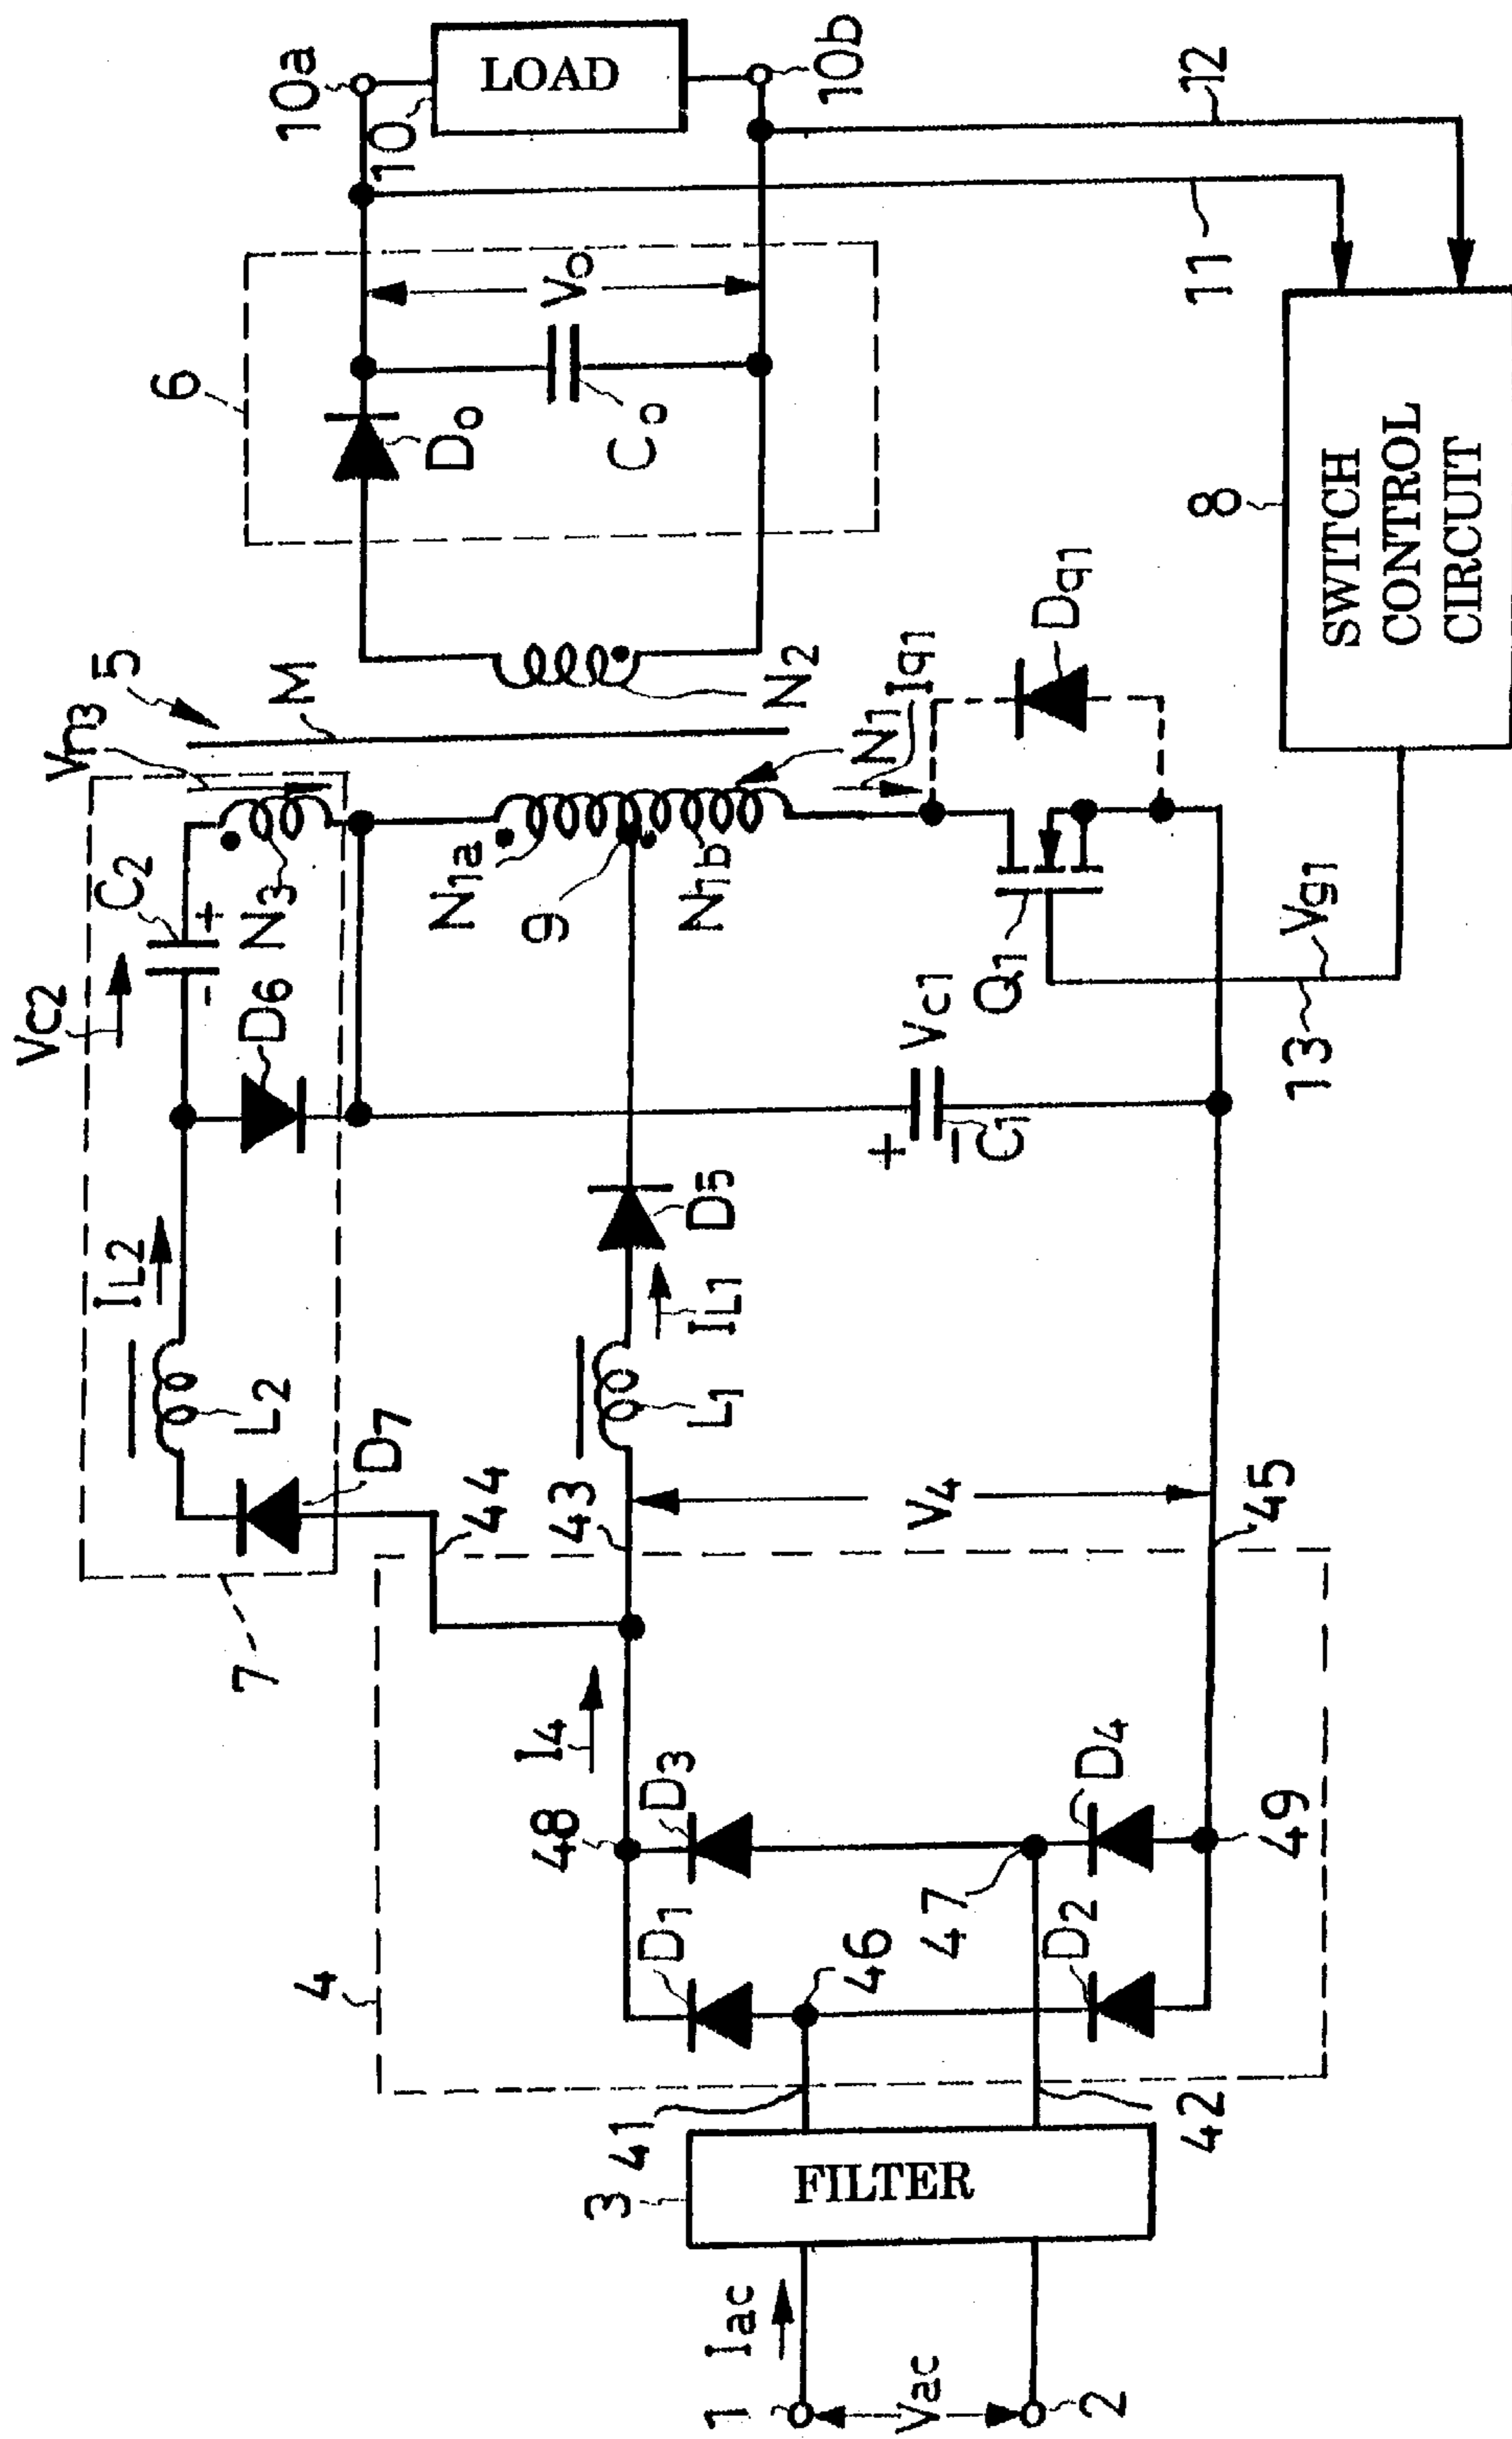 1
2
Vac
Iac
3
FILTER
41
42
4
D1
D2
D3
D4
46
47
48
49
I4
43
44
45
V4
7
D7
L2
IL2
L1
IL1
D5
D6
Vc2
C2
- +
N3
Vn3
+
-
C1
Vc1
5
M
N1a
9
N1b
N1
N2
Iq1
Dq1
Q1
Vg1
13
6
Do
Co
Vo
10a
10
LOAD
10b
11
12
8
SWITCH
CONTROL
CIRCUIT